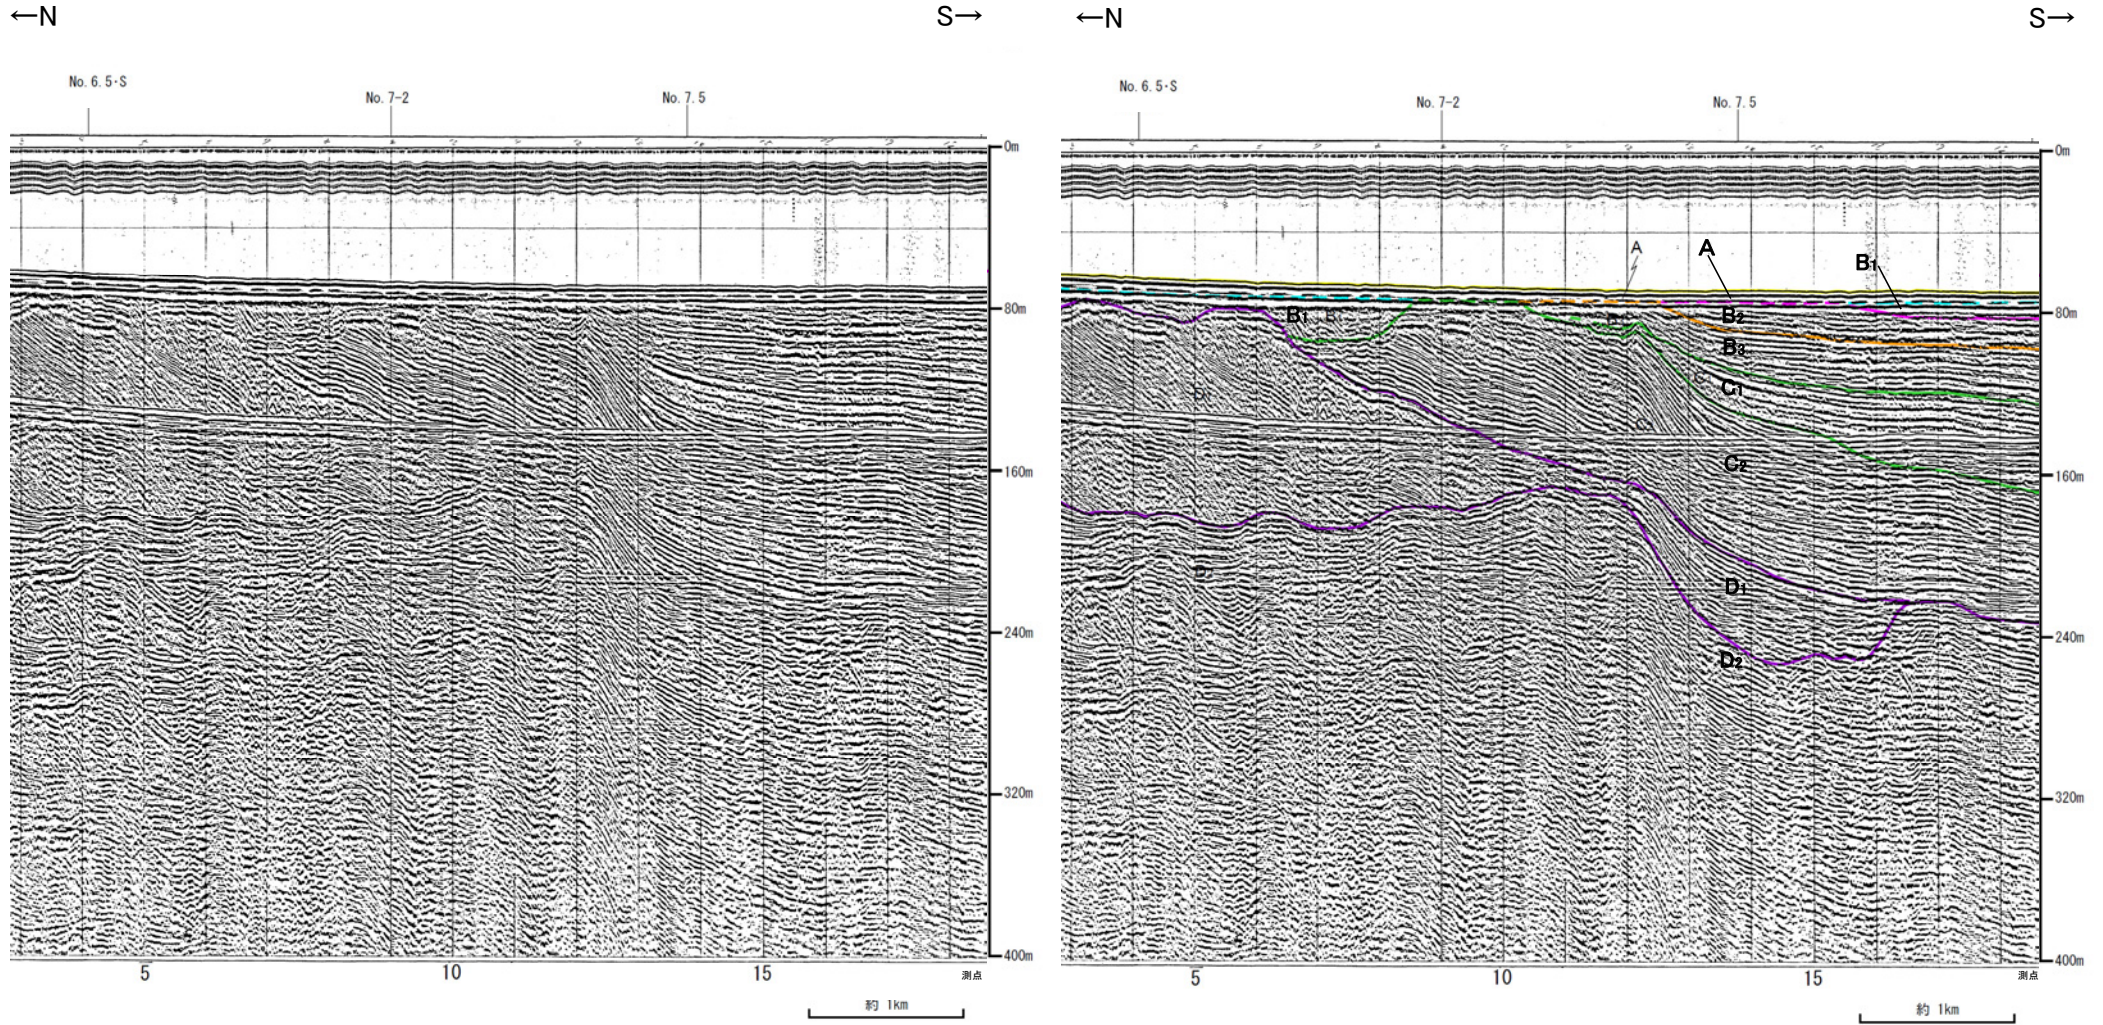 ←N
S→
No. 6.5·S
No. 7-2
No. 7.5
0m
80m
160m
240m
320m
400m
5
10
15
測点
約 1km
←N
S→
No. 6.5·S
No. 7-2
No. 7.5
0m
A
A
B1
80m
B1
B2
B3
C1
C2
160m
D1
240m
D2
320m
400m
5
10
15
測点
約 1km